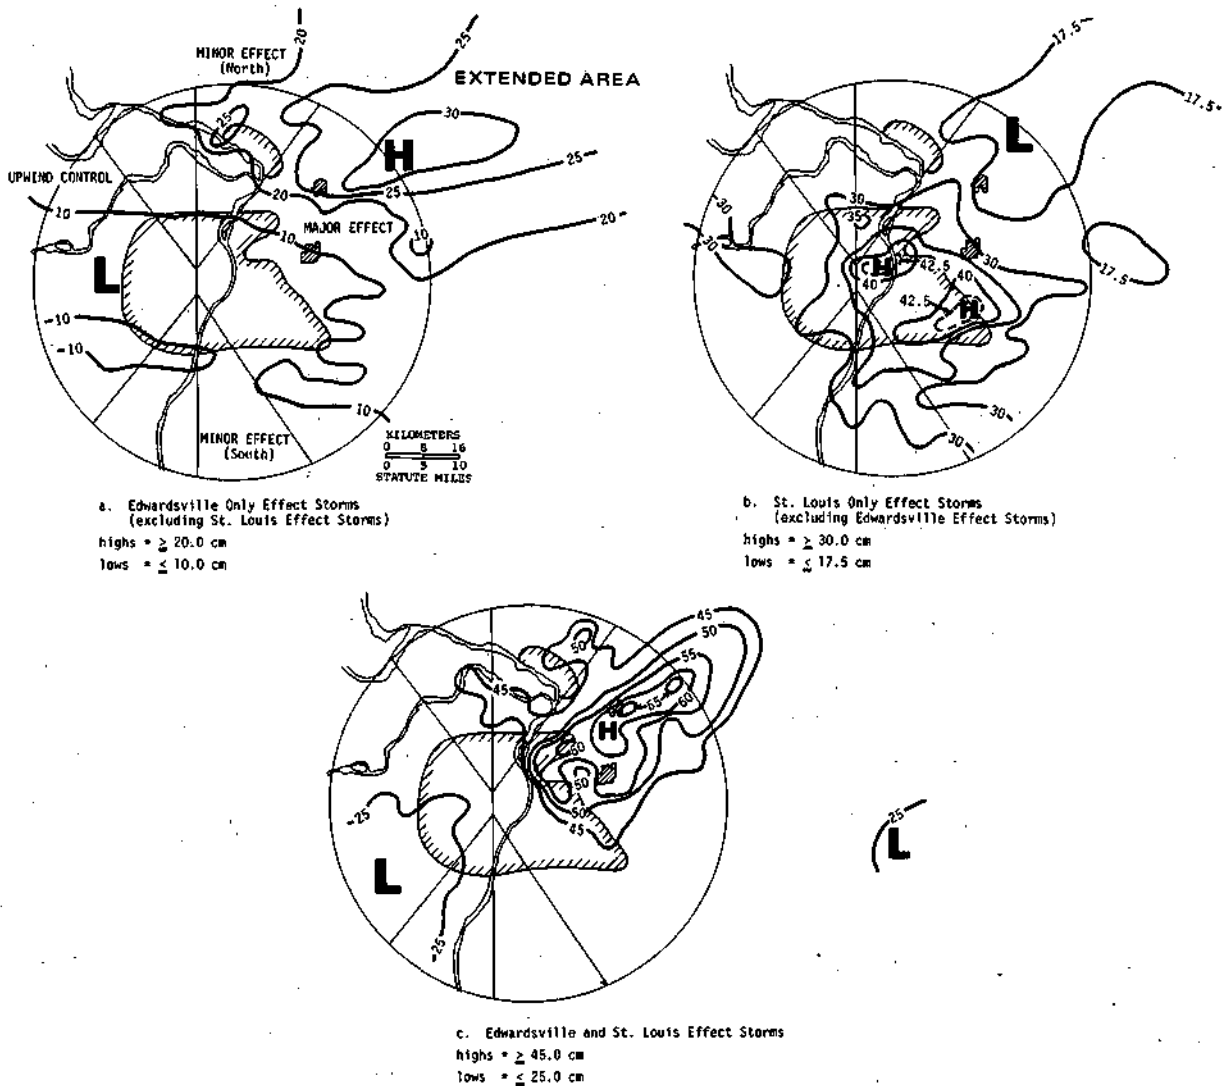 20
25
17.5
MINOR EFFECT
(North)
EXTENDED AREA
17.5
25
30
H
L
UPWIND CONTROL
25
20
25
10
20
MAJOR EFFECT
10
10
L
-10
-10
10
MINOR EFFECT
(South)
KILOMETERS
0 8 16
0 5 10
STATUTE MILES
30
30
30
35
H
40
42.5
40
30
42.5
H
17.5
30
30
a. Edwardsville Only Effect Storms
(excluding St. Louis Effect Storms)
highs = ≥ 20.0 cm
lows = ≤ 10.0 cm
b. St. Louis Only Effect Storms
(excluding Edwardsville Effect Storms)
highs = ≥ 30.0 cm
lows = ≤ 17.5 cm
45
50
50
55
45
65
60
H
60
50
50
45
25
L
25
25
L
c. Edwardsville and St. Louis Effect Storms
highs = ≥ 45.0 cm
lows = ≤ 25.0 cm